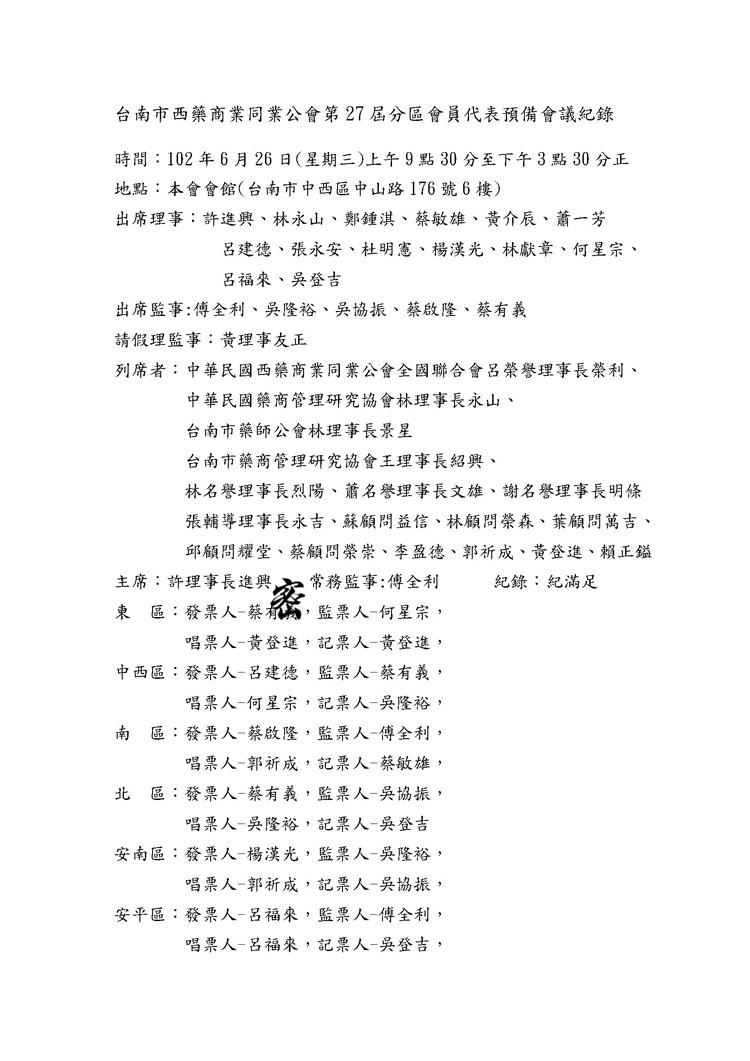 台南市西藥商業同業公會第 27 屆分區會員代表預備會議紀錄
時間：102 年 6 月 26 日(星期三)上午 9 點 30 分至下午 3 點 30 分正
地點：本會會館(台南市中西區中山路 176 號 6 樓)
出席理事：許進興、林永山、鄭鍾淇、蔡敏雄、黃介辰、蕭一芳
呂建德、張永安、杜明憲、楊漢光、林獻章、何星宗、
呂福來、吳登吉
出席監事:傅全利、吳隆裕、吳協振、蔡啟隆、蔡有義
請假理監事：黃理事友正
列席者：中華民國西藥商業同業公會全國聯合會呂榮譽理事長榮利、
中華民國藥商管理研究協會林理事長永山、
台南市藥師公會林理事長景星
台南市藥商管理研究協會王理事長紹興、
林名譽理事長烈陽、蕭名譽理事長文雄、謝名譽理事長明條
張輔導理事長永吉、蘇顧問益信、林顧問榮森、葉顧問萬吉、
邱顧問耀堂、蔡顧問榮崇、李盈德、郭祈成、黃登進、賴正鎰
主席：許理事長進興 密 常務監事:傅全利 紀錄：紀滿足
東 區：發票人-蔡有義，監票人-何星宗，
唱票人-黃登進，記票人-黃登進，
中西區：發票人-呂建德，監票人-蔡有義，
唱票人-何星宗，記票人-吳隆裕，
南 區：發票人-蔡啟隆，監票人-傅全利，
唱票人-郭祈成，記票人-蔡敏雄，
北 區：發票人-蔡有義，監票人-吳協振，
唱票人-吳隆裕，記票人-吳登吉
安南區：發票人-楊漢光，監票人-吳隆裕，
唱票人-郭祈成，記票人-吳協振，
安平區：發票人-呂福來，監票人-傅全利，
唱票人-呂福來，記票人-吳登吉，